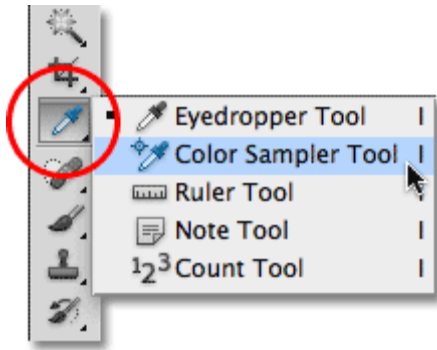 Eyedropper Tool I
Color Sampler Tool I
Ruler Tool I
Note Tool I
123 Count Tool I